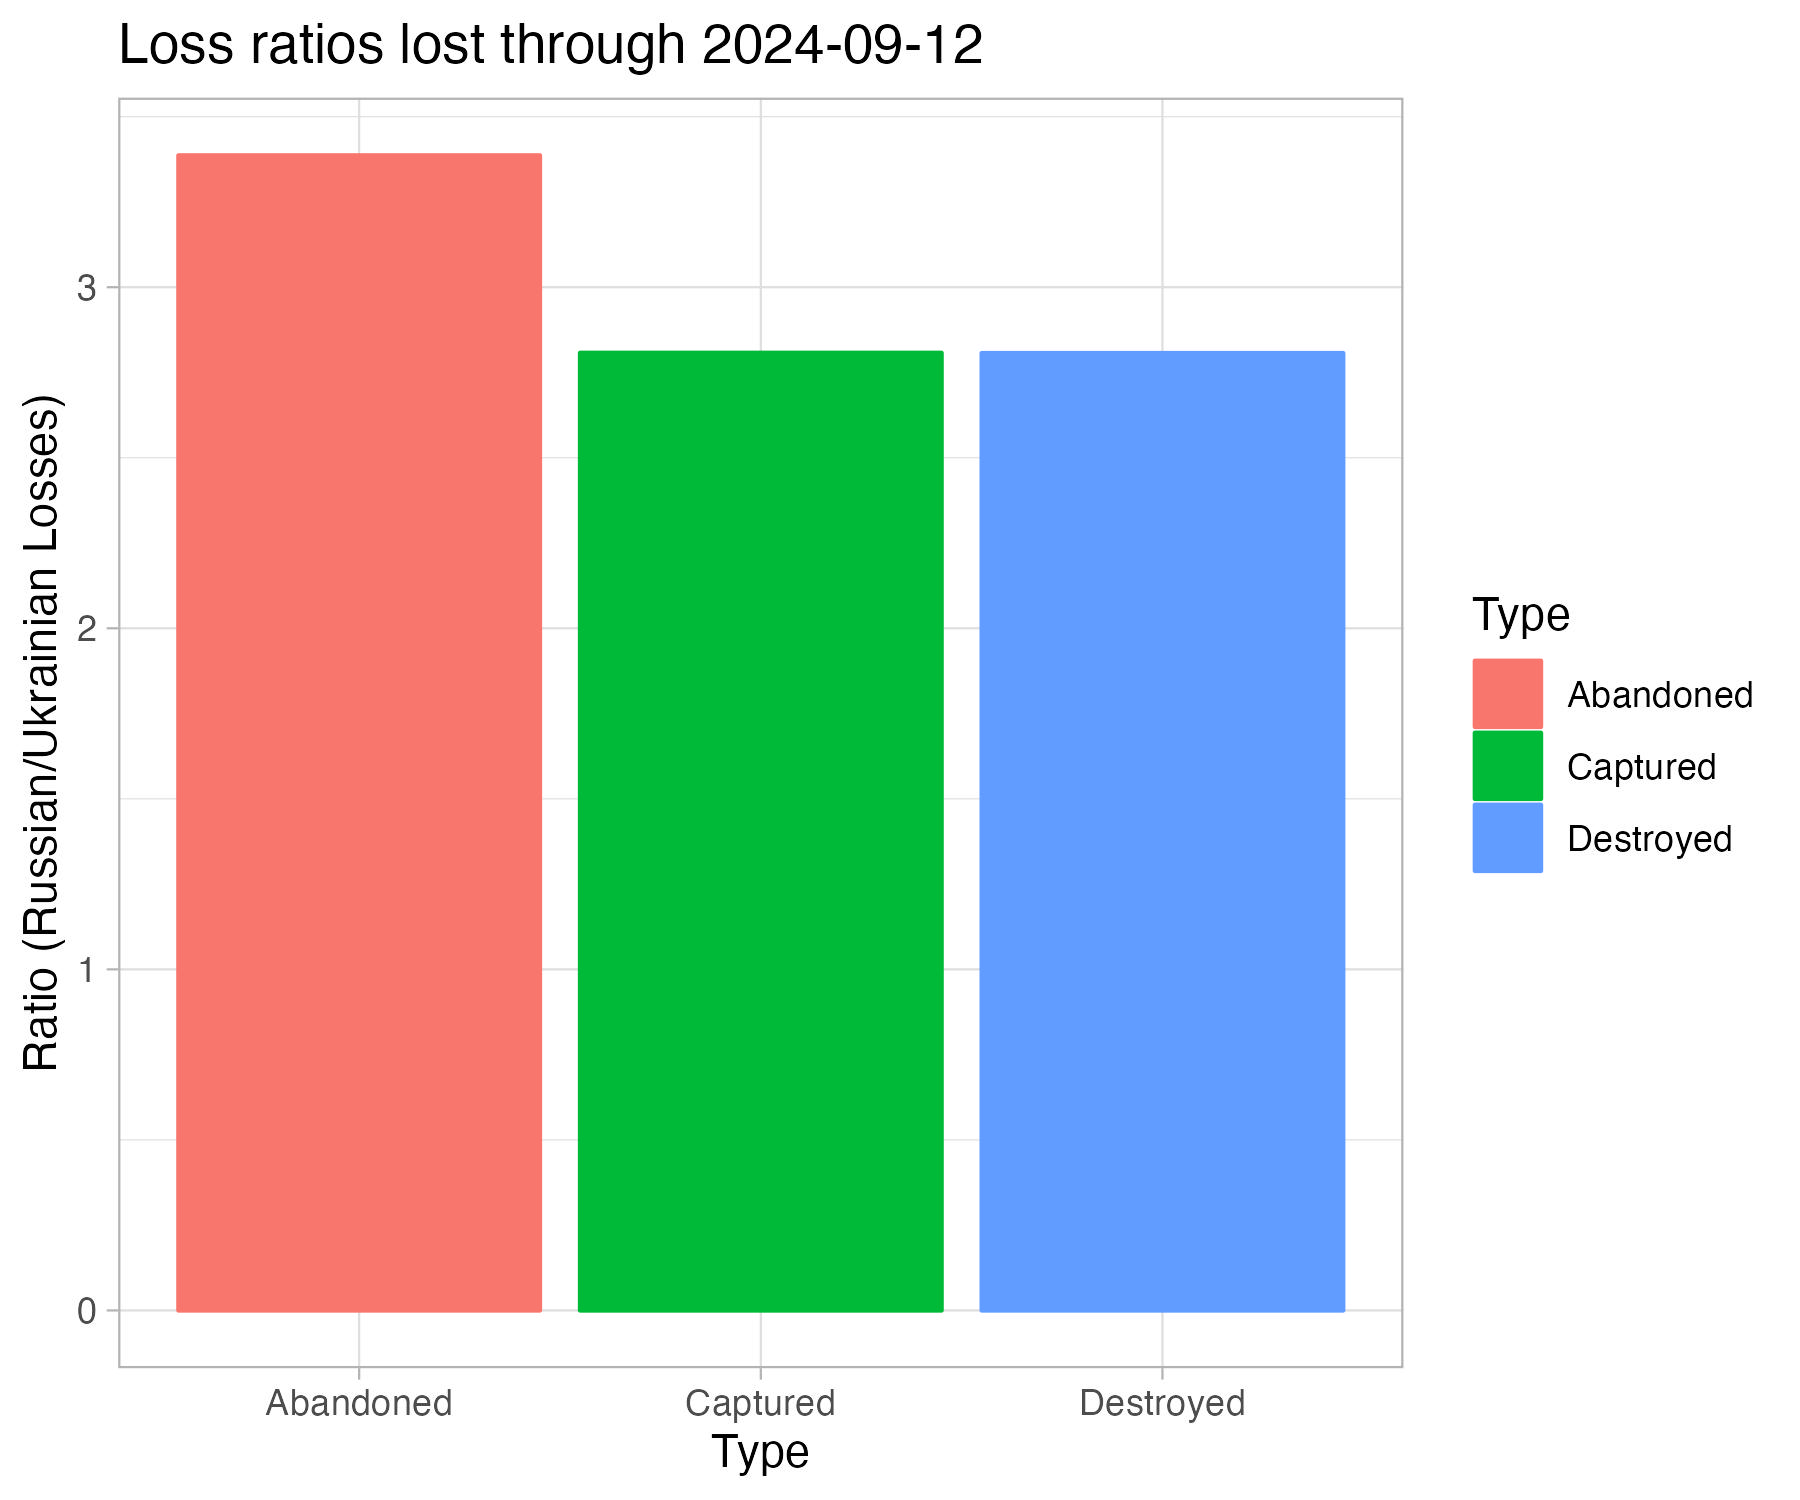 Loss ratios lost through 2024-09-12
Ratio (Russian/Ukrainian Losses)
3
2
1
0
Abandoned
Captured
Destroyed
Type
Type
Abandoned
Captured
Destroyed